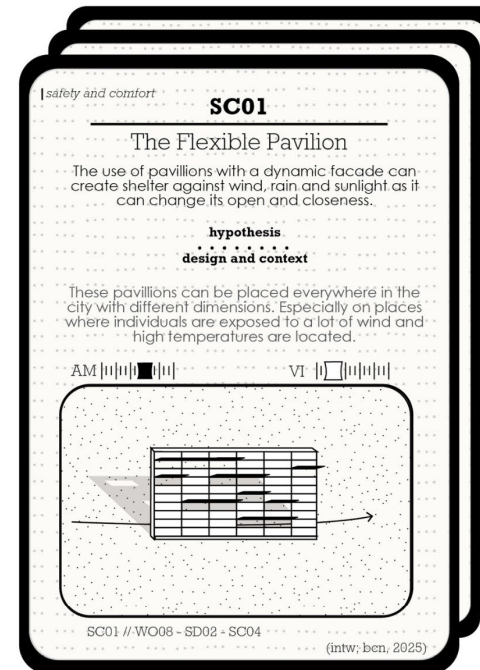 safety and comfort
SC01
The Flexible Pavilion
The use of pavillions with a dynamic facade can
create shelter against wind, rain and sunlight as it
can change its open and closeness.
hypothesis
design and context
These pavillions can be placed everywhere in the
city with different dimensions. Especially on places
where individuals are exposed to a lot of wind and
high temperatures are located.
AM VI
SC01 // WO08 - SD02 - SC04
(intw; bcn, 2025)